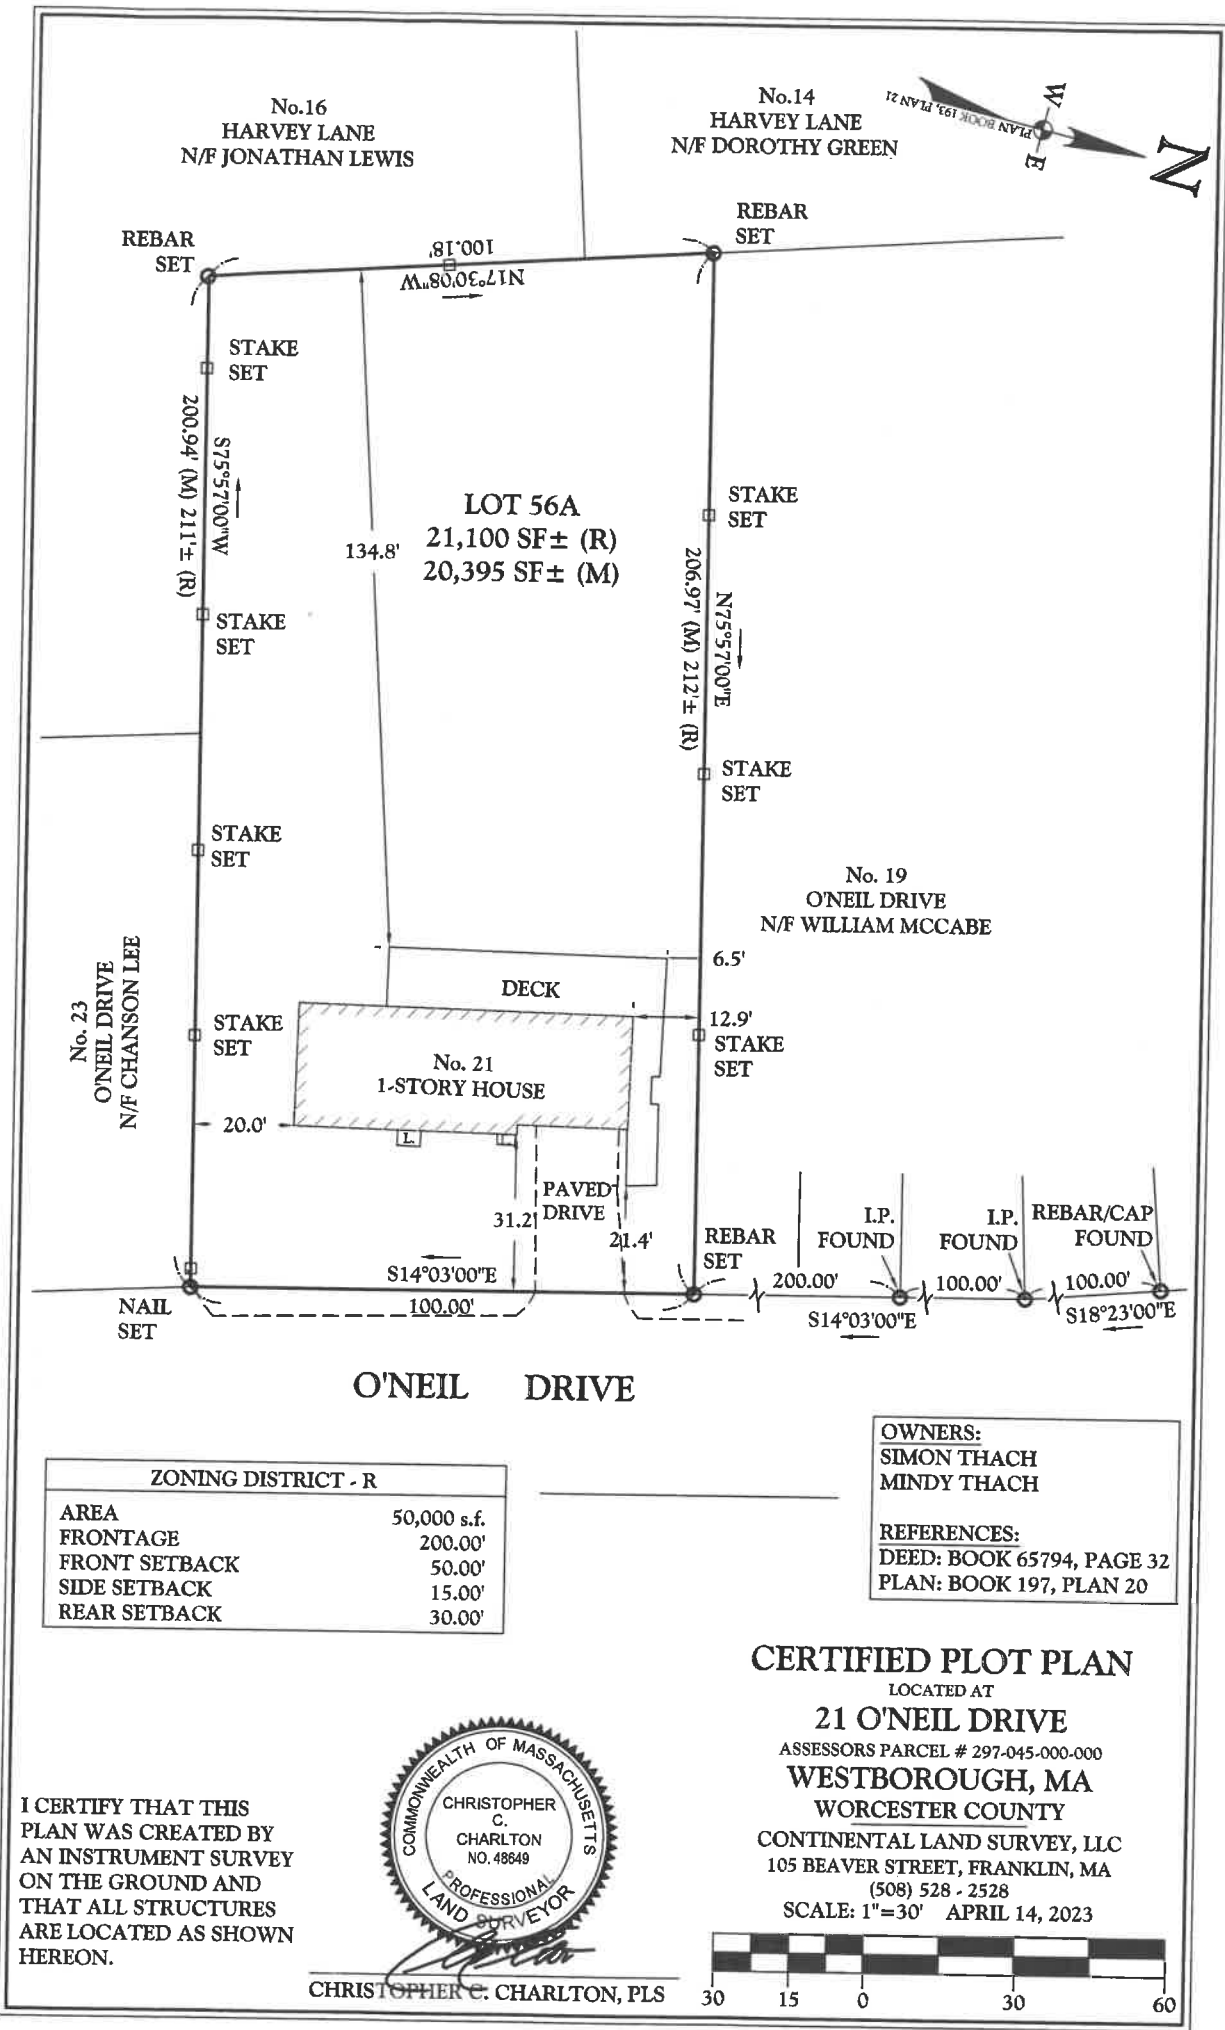 No.16
HARVEY LANE
N/F JONATHAN LEWIS
No.14
HARVEY LANE
N/F DOROTHY GREEN
PLAN BOOK 193, PLAN 21
W
E
N
REBAR
SET
100.18'
N17°30'08"W
REBAR
SET
STAKE
SET
200.94' (M) 211'± (R)
S75°57'00"W
LOT 56A
21,100 SF± (R)
20,395 SF± (M)
134.8'
STAKE
SET
206.97' (M) 212'± (R)
N75°57'00"E
STAKE
SET
STAKE
SET
STAKE
SET
No. 19
O'NEIL DRIVE
N/F WILLIAM MCCABE
No. 23
O'NEIL DRIVE
N/F CHANSON LEE
6.5'
DECK
12.9'
STAKE
SET
STAKE
SET
No. 21
1-STORY HOUSE
20.0'
L.
PAVED
DRIVE
31.2'
21.4'
REBAR
SET
I.P.
FOUND
I.P.
FOUND
REBAR/CAP
FOUND
S14°03'00"E
100.00'
200.00'
100.00'
100.00'
S14°03'00"E
S18°23'00"E
NAIL
SET
O'NEIL DRIVE
ZONING DISTRICT - R
AREA 50,000 s.f.
FRONTAGE 200.00'
FRONT SETBACK 50.00'
SIDE SETBACK 15.00'
REAR SETBACK 30.00'
OWNERS:
SIMON THACH
MINDY THACH
REFERENCES:
DEED: BOOK 65794, PAGE 32
PLAN: BOOK 197, PLAN 20
CERTIFIED PLOT PLAN
LOCATED AT
21 O'NEIL DRIVE
ASSESSORS PARCEL # 297-045-000-000
WESTBOROUGH, MA
WORCESTER COUNTY
CONTINENTAL LAND SURVEY, LLC
105 BEAVER STREET, FRANKLIN, MA
(508) 528 - 2528
SCALE: 1"=30' APRIL 14, 2023
30 15 0 30 60
I CERTIFY THAT THIS
PLAN WAS CREATED BY
AN INSTRUMENT SURVEY
ON THE GROUND AND
THAT ALL STRUCTURES
ARE LOCATED AS SHOWN
HEREON.
COMMONWEALTH OF MASSACHUSETTS
CHRISTOPHER
C.
CHARLTON
NO. 48649
PROFESSIONAL
LAND SURVEYOR
CHRISTOPHER C. CHARLTON, PLS